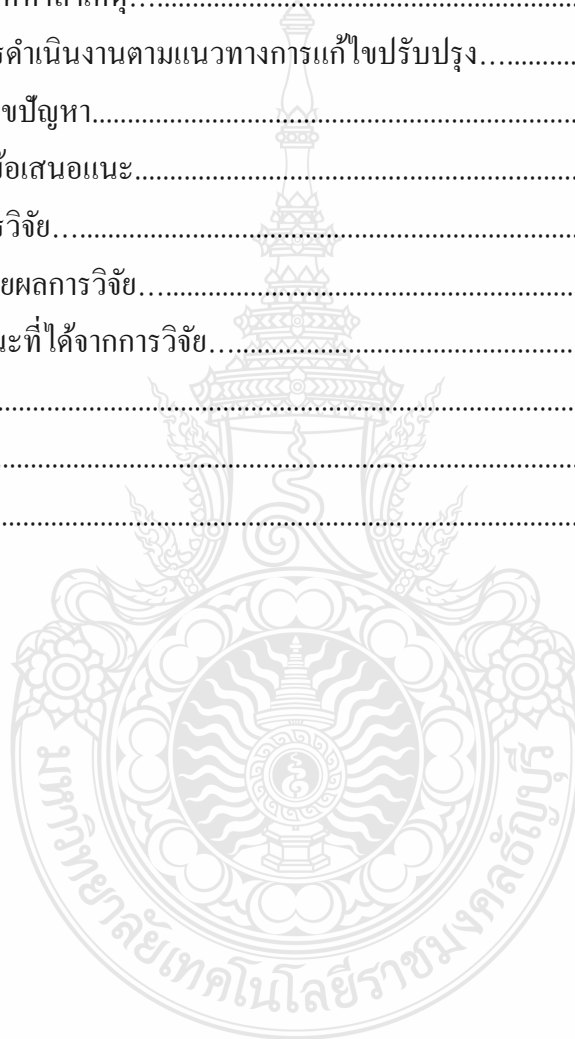 รดำเนินงานตามแนวทางการแก้ไขปรับปรุง…...........
ขปัญหา.......................................................................................
ข้อเสนอแนะ................................................................................
รวิจัย…........................................................................................
ยผลการวิจัย….........................................................................
นะที่ได้จากการวิจัย…..............................................................
....................................................................................................
....................................................................................................
....................................................................................................
มหาวิทยาลัยเทคโนโลยีราชมงคลธัญบุรี